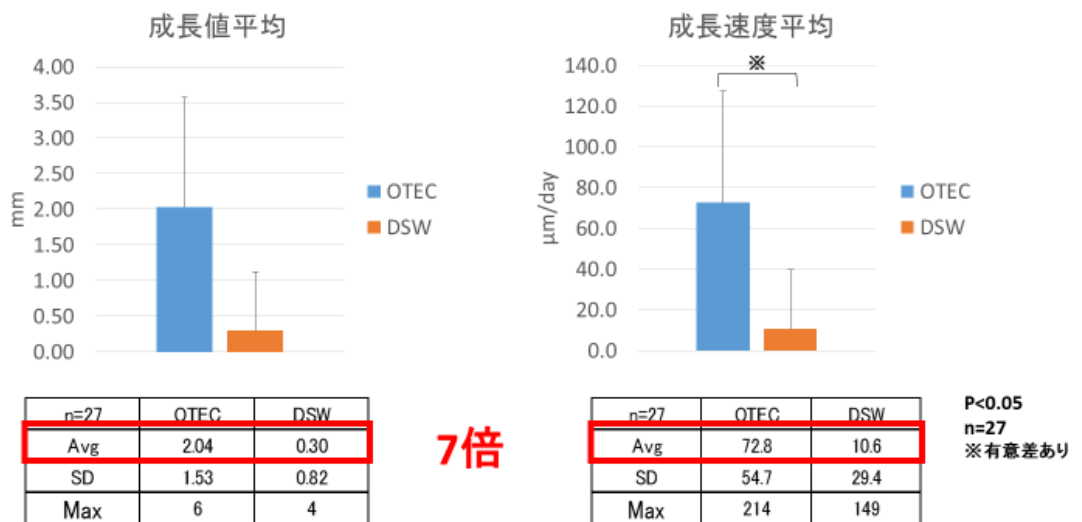 成長値平均
4.00
3.50
3.00
2.50
2.00
1.50
1.00
0.50
0.00
mm
OTEC
DSW
n=27 OTEC DSW
Avg 2.04 0.30
SD 1.53 0.82
Max 6 4
7倍
成長速度平均
※
140.0
120.0
100.0
80.0
60.0
40.0
20.0
0.0
μm/day
OTEC
DSW
n=27 OTEC DSW
Avg 72.8 10.6
SD 54.7 29.4
Max 214 149
P<0.05
n=27
※有意差あり